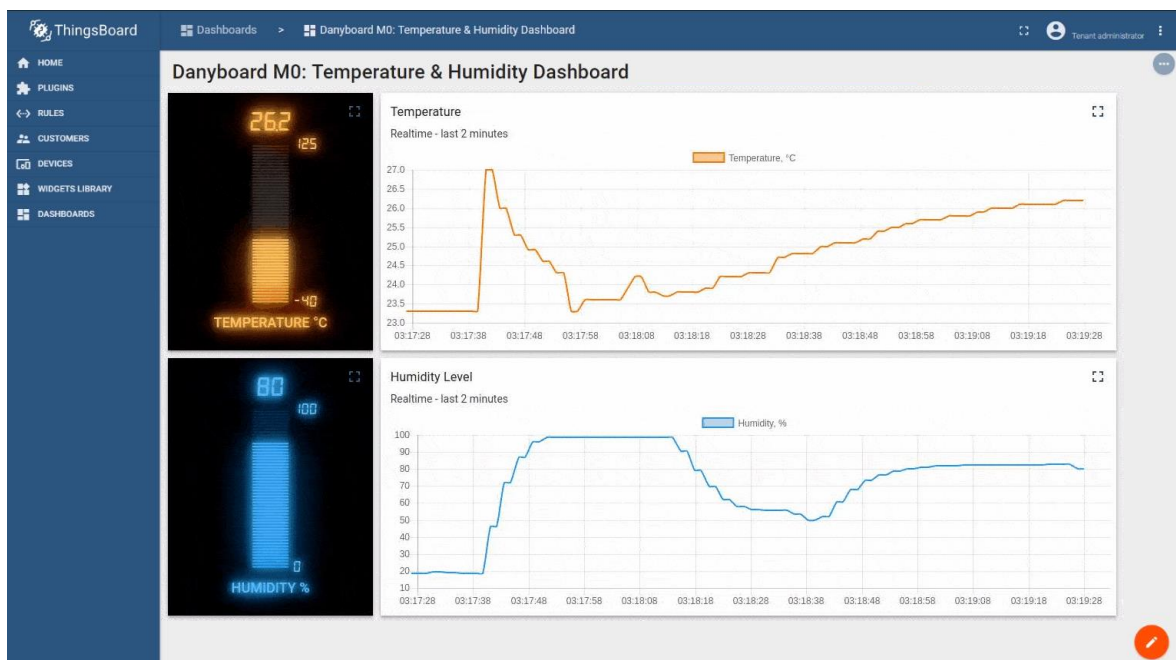 ThingsBoard
Dashboards > Danyboard M0: Temperature & Humidity Dashboard
Tenant administrator
HOME
PLUGINS
RULES
CUSTOMERS
DEVICES
WIDGETS LIBRARY
DASHBOARDS
Danyboard M0: Temperature & Humidity Dashboard
26.2
125
-40
TEMPERATURE °C
Temperature
Realtime - last 2 minutes
Temperature, °C
27.0
26.5
26.0
25.5
25.0
24.5
24.0
23.5
23.0
03:17:28 03:17:38 03:17:48 03:17:58 03:18:08 03:18:18 03:18:28 03:18:38 03:18:48 03:18:58 03:19:08 03:19:18 03:19:28
80
100
0
HUMIDITY %
Humidity Level
Realtime - last 2 minutes
Humidity, %
100
90
80
70
60
50
40
30
20
10
03:17:28 03:17:38 03:17:48 03:17:58 03:18:08 03:18:18 03:18:28 03:18:38 03:18:48 03:18:58 03:19:08 03:19:18 03:19:28